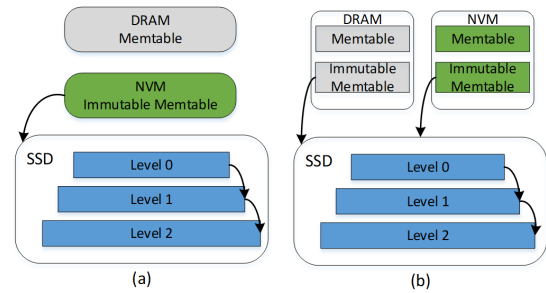 DRAM
Memtable
NVM
Immutable Memtable
SSD
Level 0
Level 1
Level 2
(a)
DRAM
Memtable
Immutable
Memtable
NVM
Memtable
Immutable
Memtable
SSD
Level 0
Level 1
Level 2
(b)